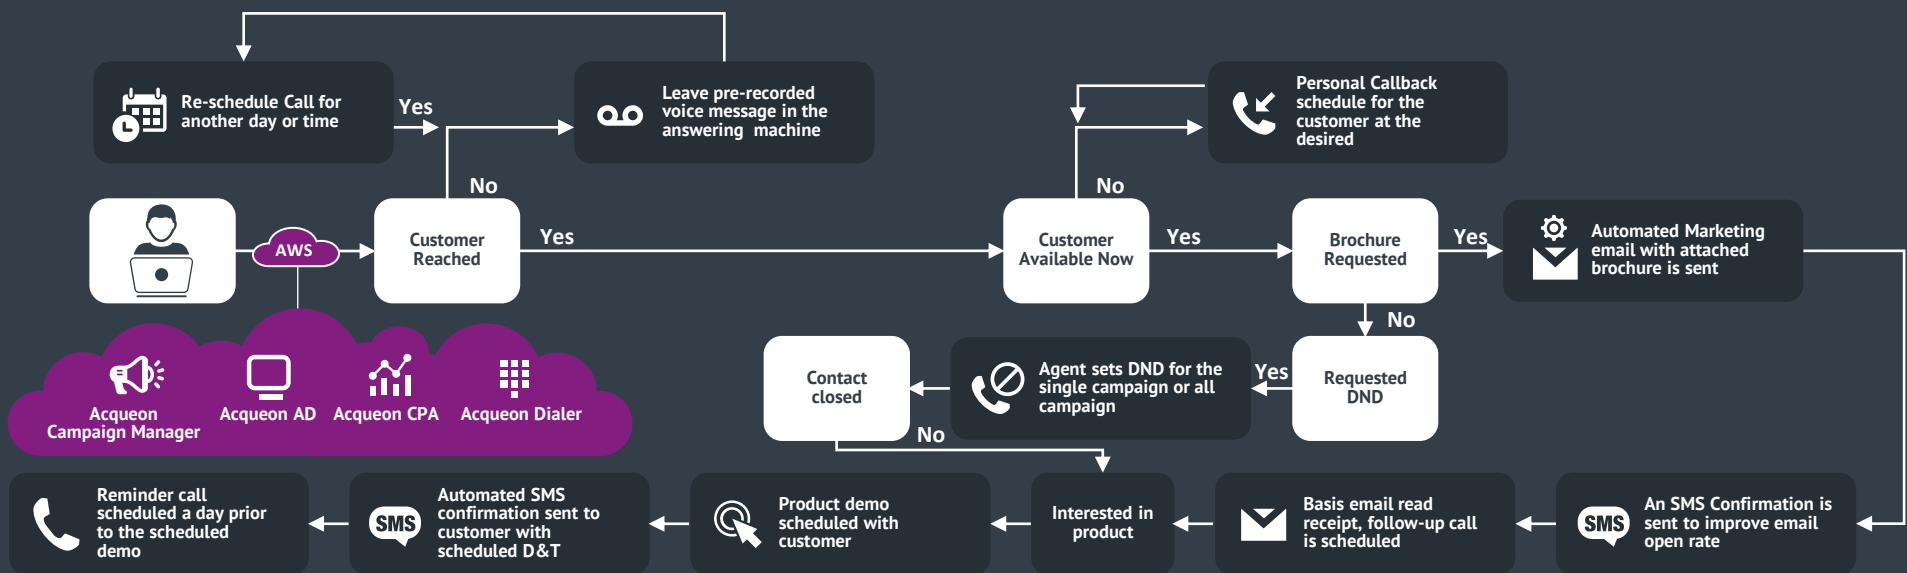 Re-schedule Call for
another day or time
Yes
Leave pre-recorded
voice message in the
answering machine
Personal Callback
schedule for the
customer at the
desired
No
No
AWS
Customer
Reached
Yes
Customer
Available Now
Yes
Brochure
Requested
Yes
Automated Marketing
email with attached
brochure is sent
No
Acqueon
Campaign Manager
Acqueon AD
Acqueon CPA
Acqueon Dialer
Contact
closed
Agent sets DND for the
single campaign or all
campaign
Yes
Requested
DND
No
Reminder call
scheduled a day prior
to the scheduled
demo
SMS
Automated SMS
confirmation sent to
customer with
scheduled D&T
Product demo
scheduled with
customer
Interested in
product
Basis email read
receipt, follow-up call
is scheduled
SMS
An SMS Confirmation is
sent to improve email
open rate